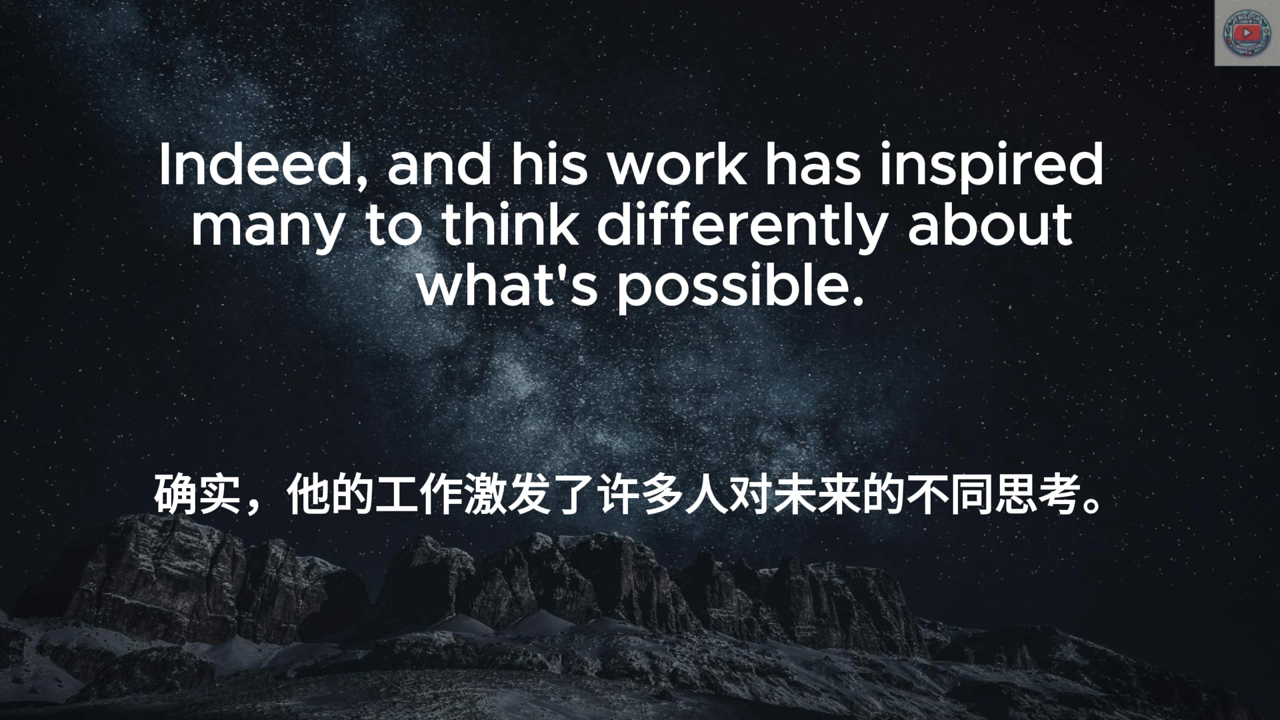 Indeed, and his work has inspired
many to think differently about
what's possible.
确实，他的工作激发了许多人对未来的不同思考。